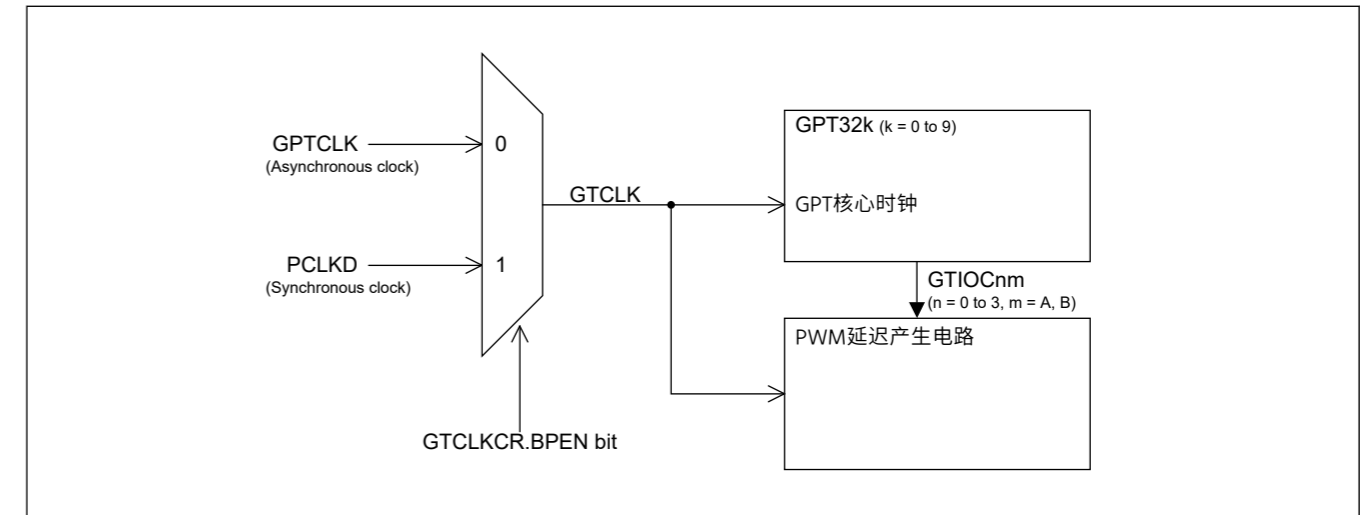 GPTCLK
(Asynchronous clock)
0
PCLKD
(Synchronous clock)
1
GTCLKCR.BPEN bit
GTCLK
GPT32k (k = 0 to 9)
GPT核心时钟
GTIOCnm
(n = 0 to 3, m = A, B)
PWM延迟产生电路